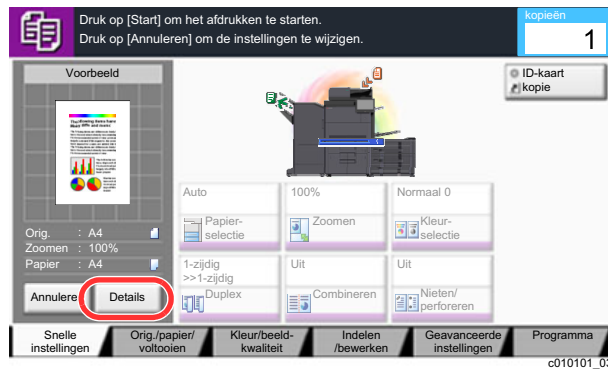 Druk op [Start] om het afdrukken te starten.
Druk op [Annuleren] om de instellingen te wijzigen.
kopieën
1
Voorbeeld
ID-kaart
kopie
Orig. : A4
Zoomen : 100%
Papier : A4
Annulere
Details
Auto
Papier-
selectie
100%
Zoomen
Normaal 0
Kleur-
selectie
1-zijdig
>>1-zijdig
Duplex
Uit
Combineren
Uit
Nieten/
perforeren
Snelle
instellingen
Orig./papier/
voltooien
Kleur/beeld-
kwaliteit
Indelen
/bewerken
Geavanceerde
instellingen
Programma